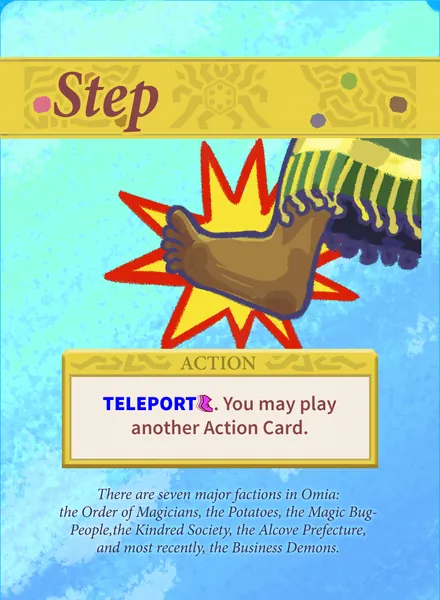 Step
ACTION
TELEPORT. You may play
another Action Card.
There are seven major factions in Omia:
the Order of Magicians, the Potatoes, the Magic Bug-
People,the Kindred Society, the Alcove Prefecture,
and most recently, the Business Demons.